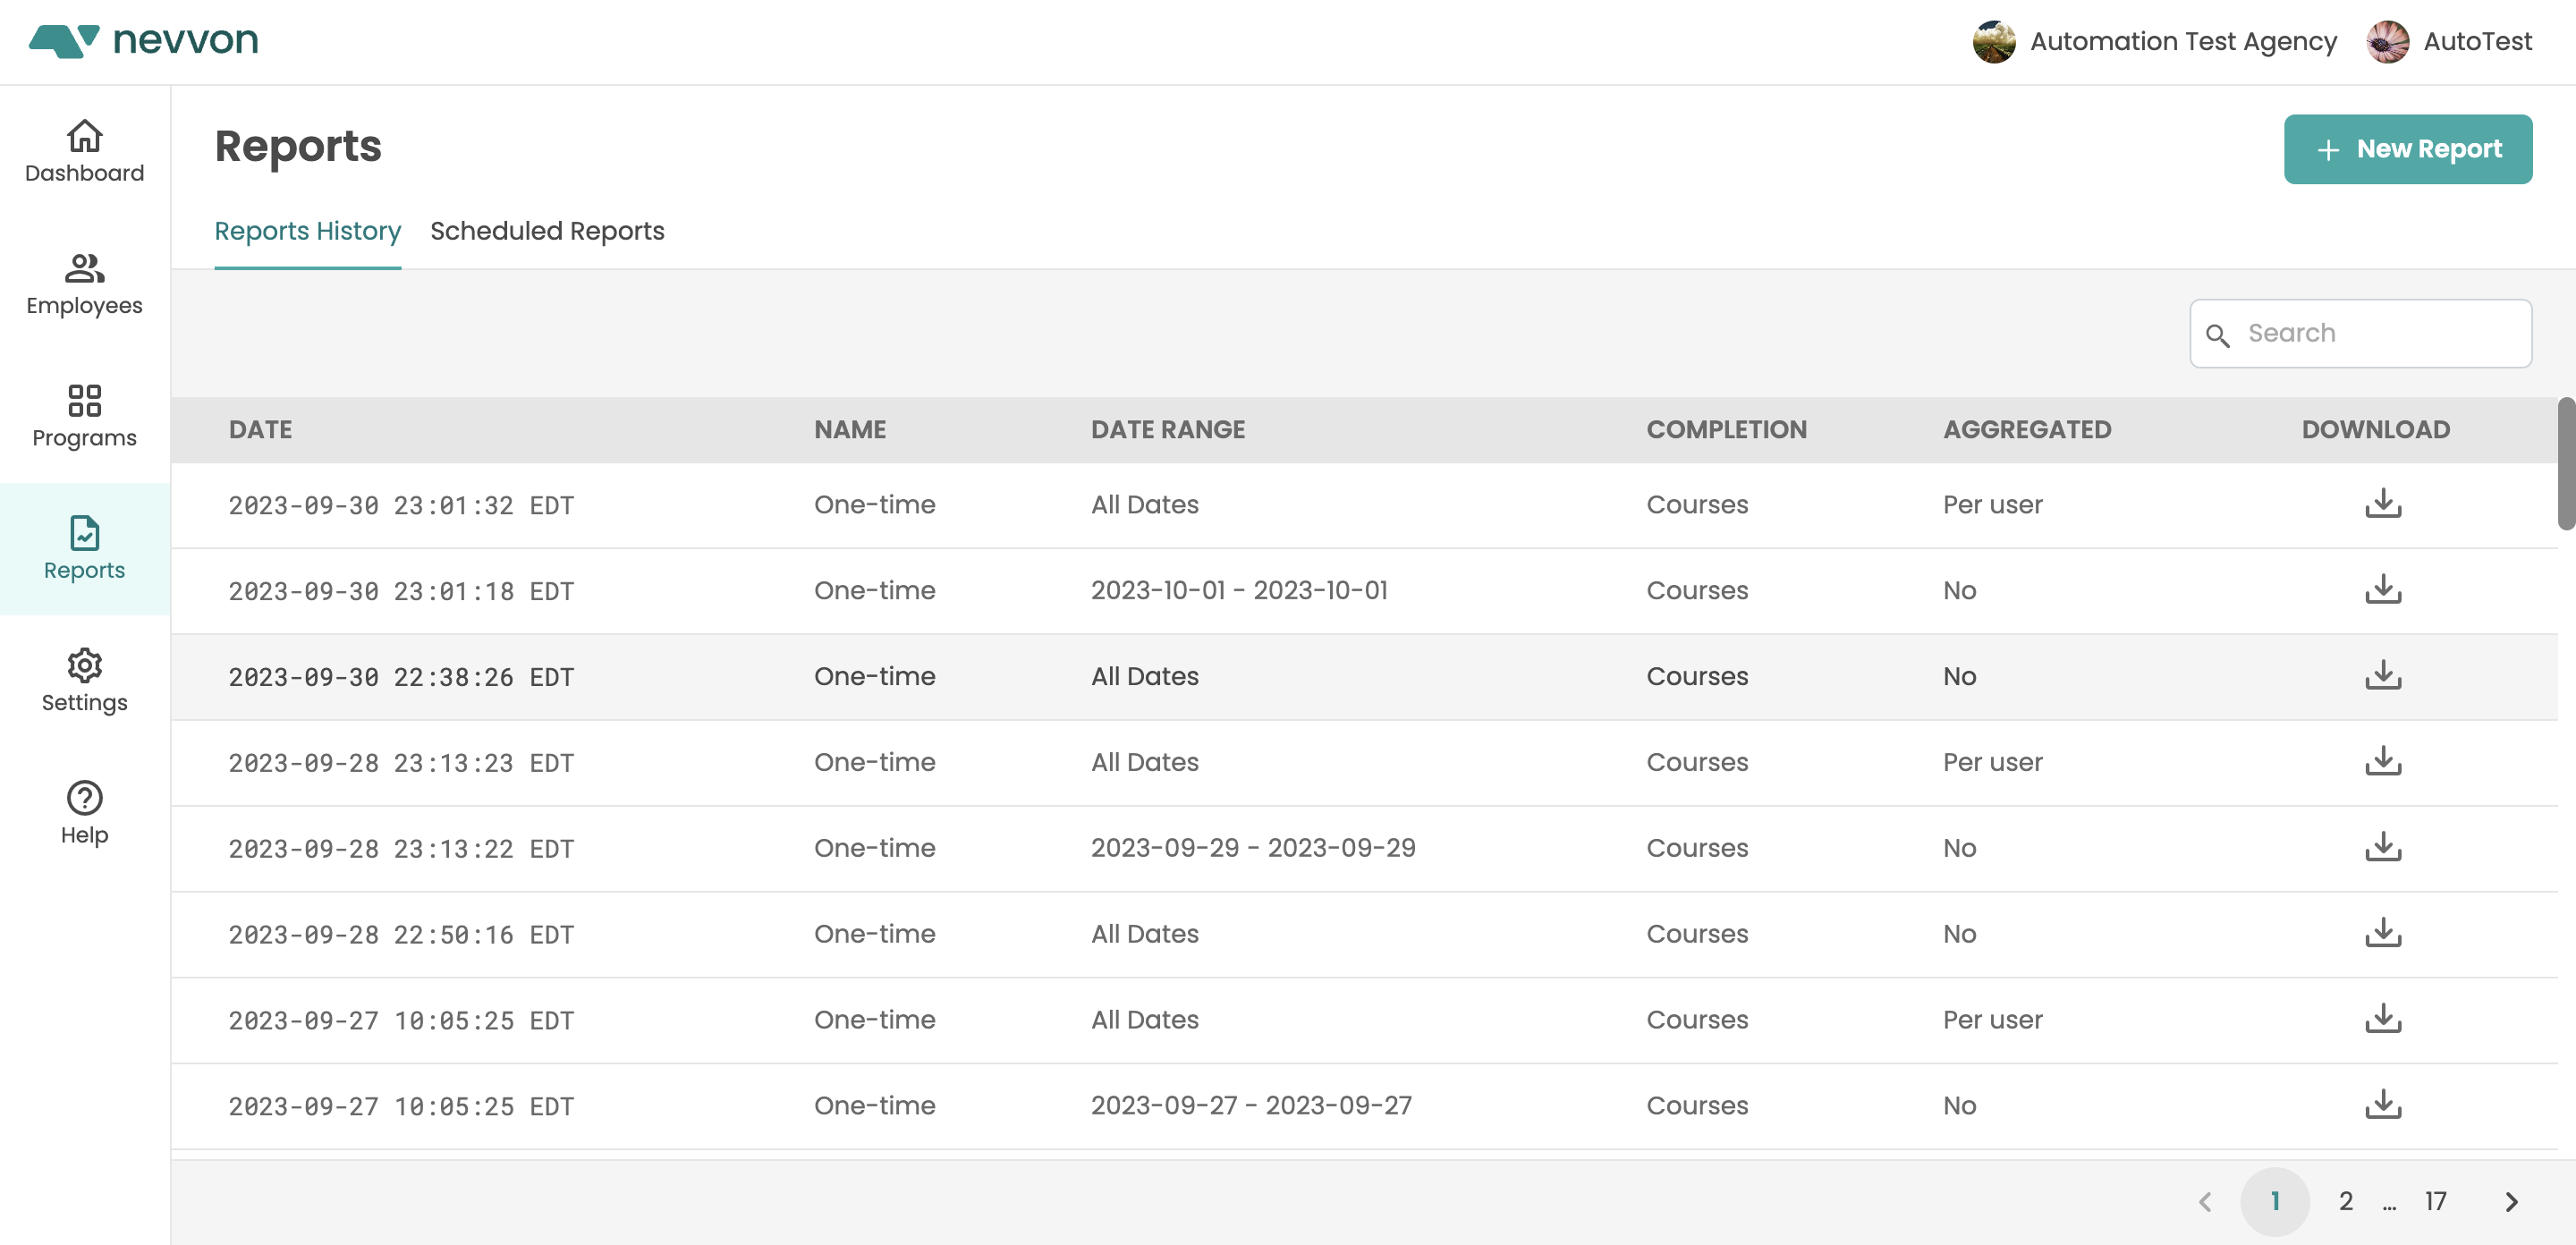 nevvon
Automation Test Agency AutoTest
Dashboard
Employees
Programs
Reports
Settings
Help
Reports
+ New Report
Reports History Scheduled Reports
Search
DATE NAME DATE RANGE COMPLETION AGGREGATED DOWNLOAD
2023-09-30 23:01:32 EDT One-time All Dates Courses Per user
2023-09-30 23:01:18 EDT One-time 2023-10-01 - 2023-10-01 Courses No
2023-09-30 22:38:26 EDT One-time All Dates Courses No
2023-09-28 23:13:23 EDT One-time All Dates Courses Per user
2023-09-28 23:13:22 EDT One-time 2023-09-29 - 2023-09-29 Courses No
2023-09-28 22:50:16 EDT One-time All Dates Courses No
2023-09-27 10:05:25 EDT One-time All Dates Courses Per user
2023-09-27 10:05:25 EDT One-time 2023-09-27 - 2023-09-27 Courses No
1 2 ... 17